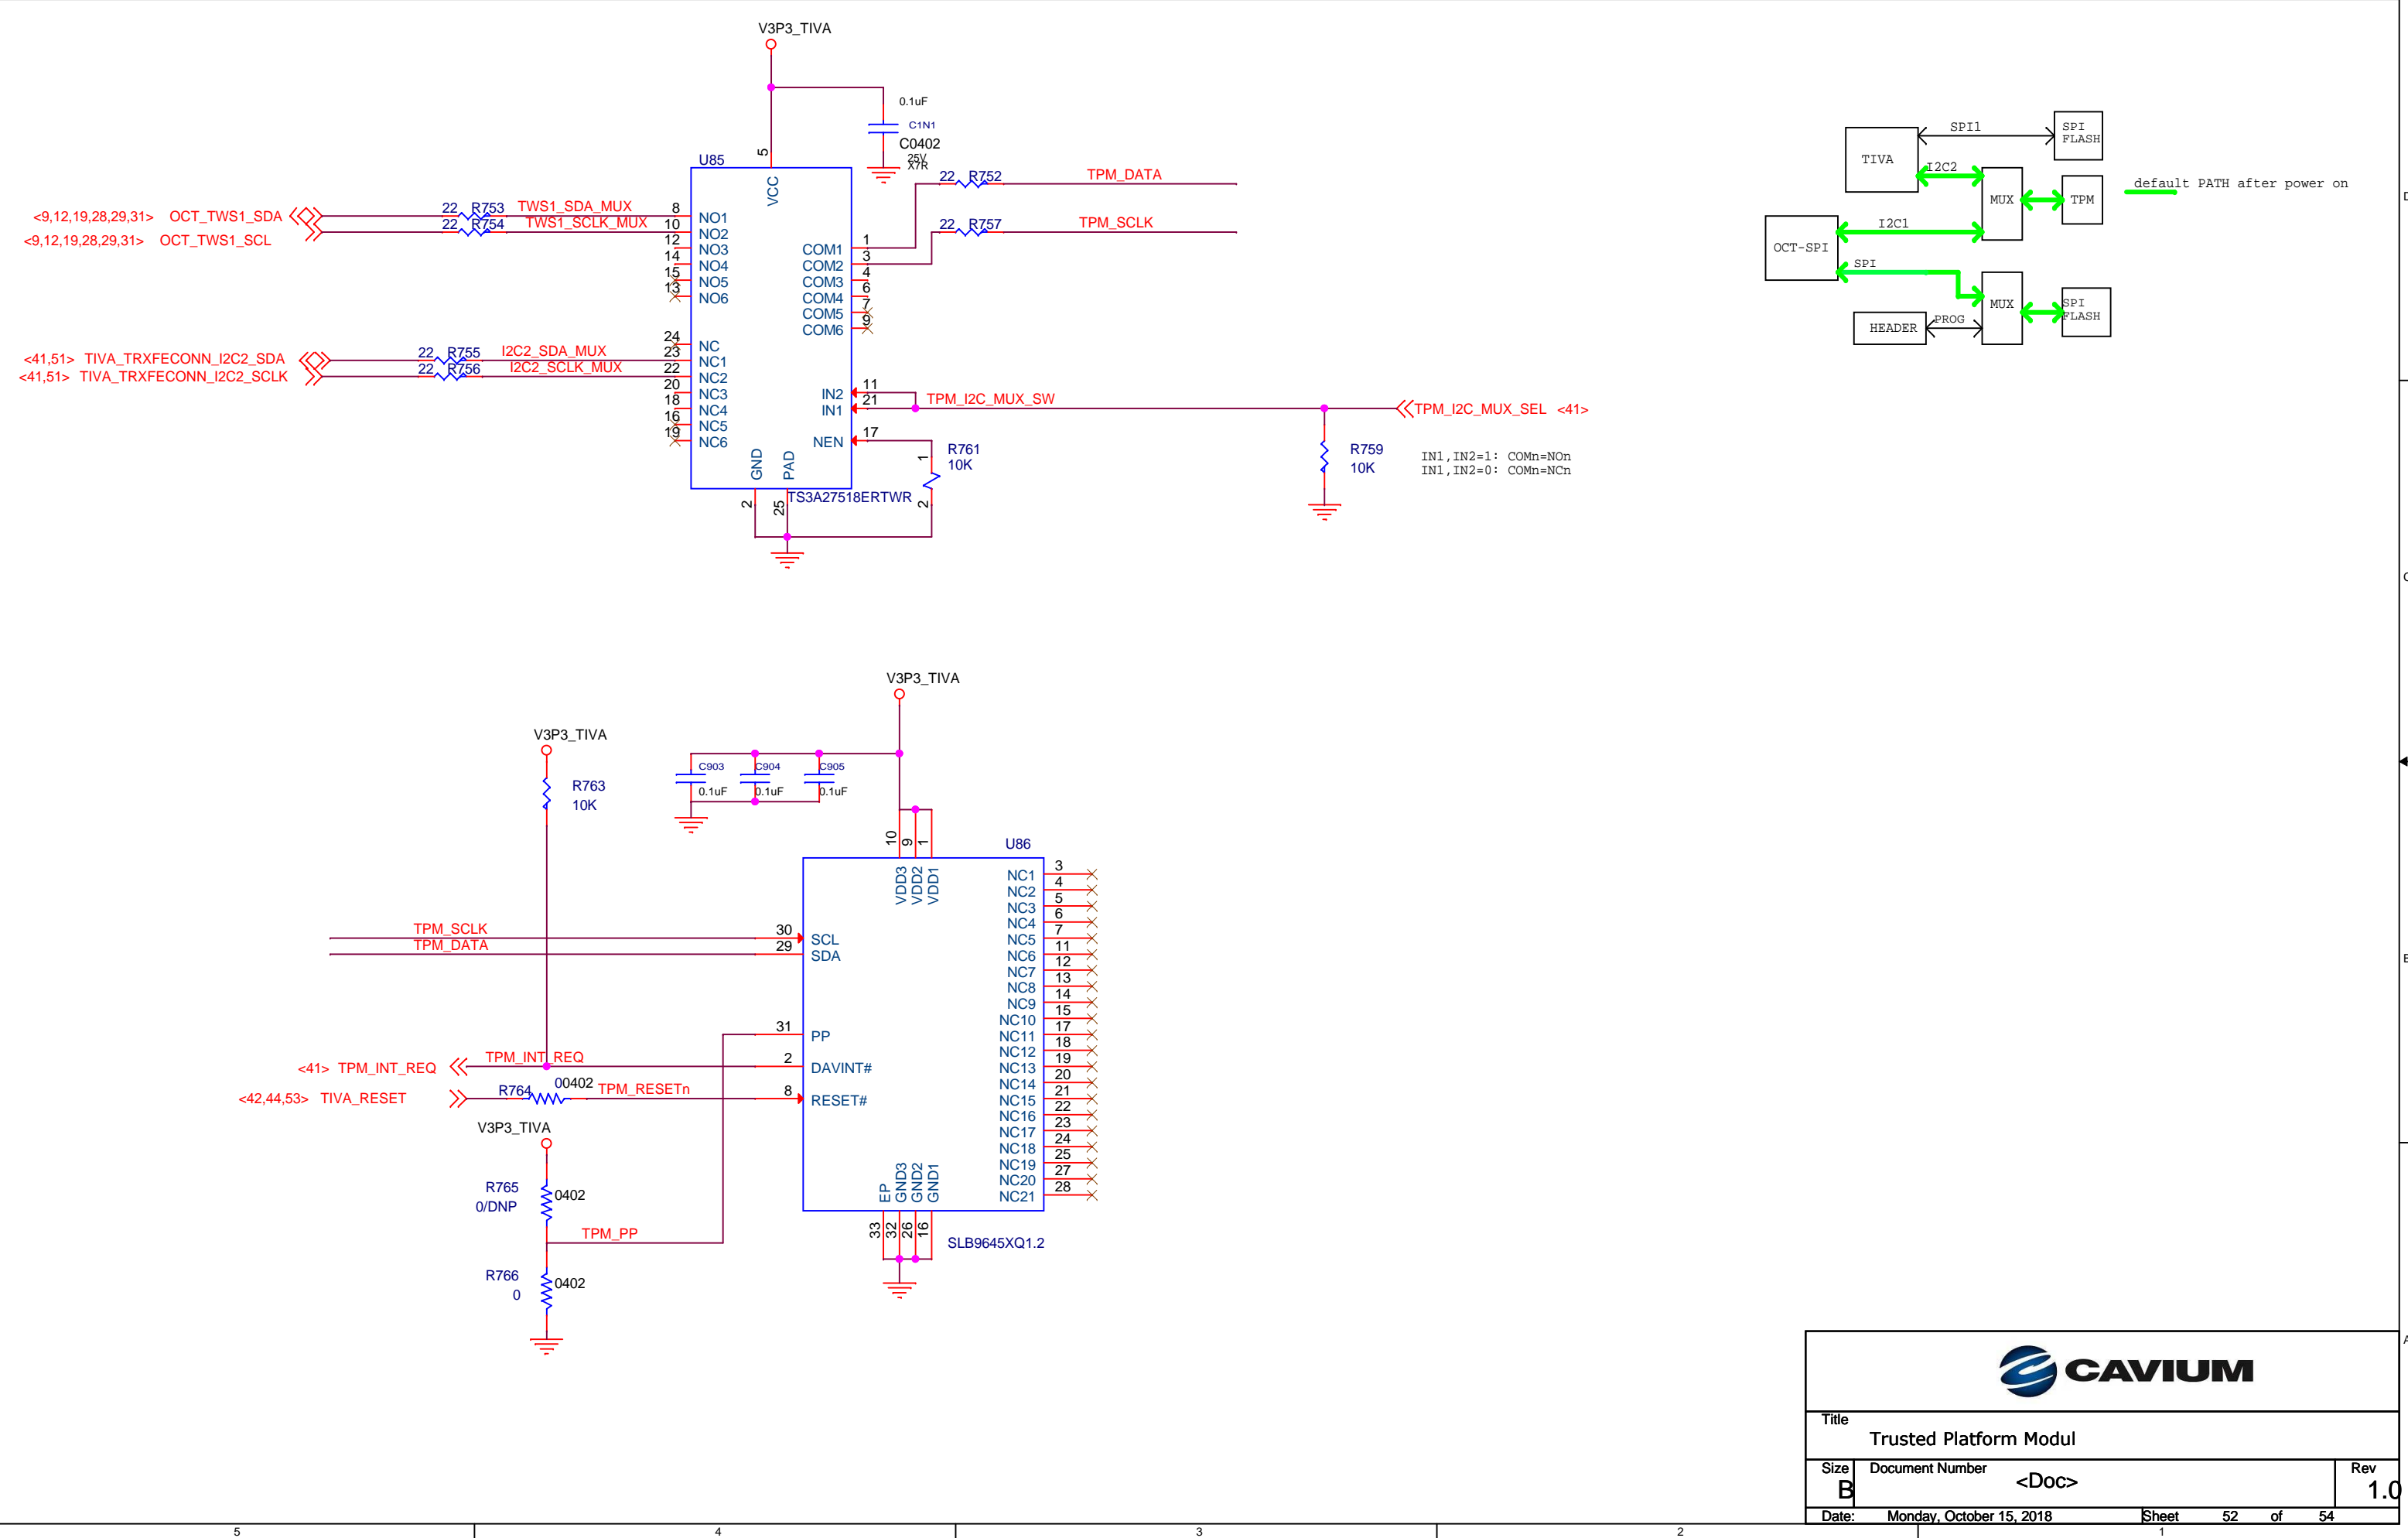 V3P3_TIVA
0.1uF
C1N1
C0402
25V
X7R
5
U85
VCC
22 R752 TPM_DATA
<9,12,19,28,29,31> OCT_TWS1_SDA 22 R753 TWS1_SDA_MUX 8 NO1
<9,12,19,28,29,31> OCT_TWS1_SCL 22 R754 TWS1_SCLK_MUX 10 NO2
22 R757 TPM_SCLK
12 NO3
14 NO4
15 NO5
13 NO6
COM1 1
COM2 3
COM3 4
COM4 6
COM5 7
COM6 9
24 NC
<41,51> TIVA_TRXFECONN_I2C2_SDA 22 R755 I2C2_SDA_MUX 23 NC1
<41,51> TIVA_TRXFECONN_I2C2_SCLK 22 R756 I2C2_SCLK_MUX 22 NC2
20 NC3
18 NC4
16 NC5
19 NC6
IN2 11
IN1 21 TPM_I2C_MUX_SW TPM_I2C_MUX_SEL <41>
NEN 17
1 R761
10K
2
R759
10K
IN1,IN2=1: COMn=NOn
IN1,IN2=0: COMn=NCn
GND PAD
2 25
TS3A27518ERTWR
SPI1
SPI
FLASH
TIVA
I2C2
MUX
TPM
default PATH after power on
I2C1
OCT-SPI
SPI
MUX
SPI
FLASH
HEADER
PROG
V3P3_TIVA
V3P3_TIVA
R763
10K
C903 C904 C905
0.1uF 0.1uF 0.1uF
10 9 1
U86
VDD3 VDD2 VDD1
TPM_SCLK 30 SCL
TPM_DATA 29 SDA
31 PP
<41> TPM_INT_REQ TPM_INT_REQ 2 DAVINT#
<42,44,53> TIVA_RESET R764 00402 TPM_RESETn 8 RESET#
NC1 3
NC2 4
NC3 5
NC4 6
NC5 7
NC6 11
NC7 12
NC8 13
NC9 14
NC10 15
NC11 17
NC12 18
NC13 19
NC14 20
NC15 21
NC16 22
NC17 23
NC18 24
NC19 25
NC20 27
NC21 28
V3P3_TIVA
R765 0402
0/DNP
TPM_PP
R766 0402
0
EP GND3 GND2 GND1
33 32 26 16
SLB9645XQ1.2
CAVIUM
Title
Trusted Platform Modul
Size Document Number Rev
B <Doc> 1.0
Date: Monday, October 15, 2018 Sheet 52 of 54
5 4 3 2 1